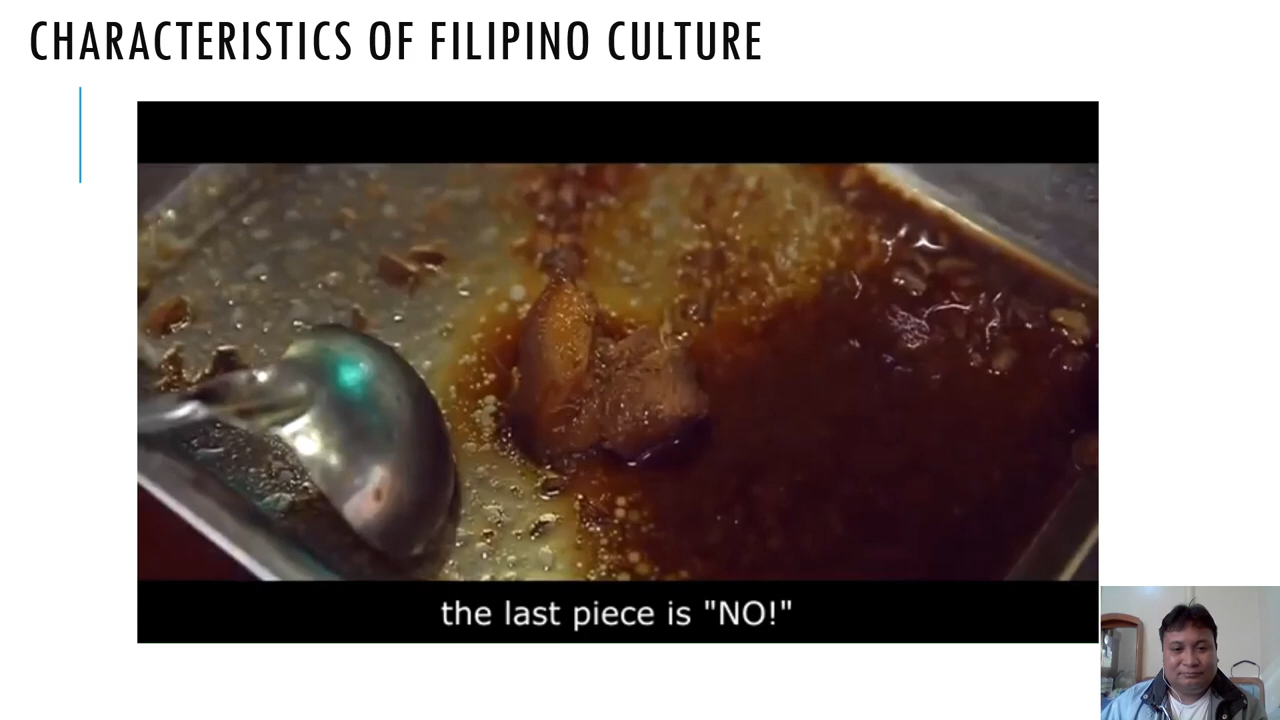 CHARACTERISTICS OF FILIPINO CULTURE
the last piece is "NO!"